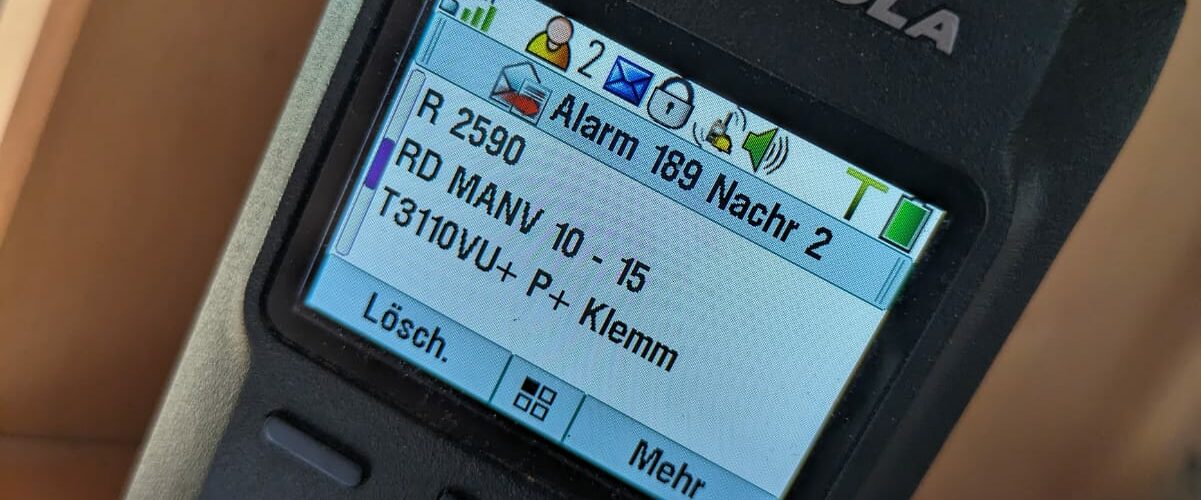 OLA
2
Alarm 189 Nachr 2
R 2590
RD MANV 10 - 15
T3110VU+ P+ Klemm
Lösch.
Mehr